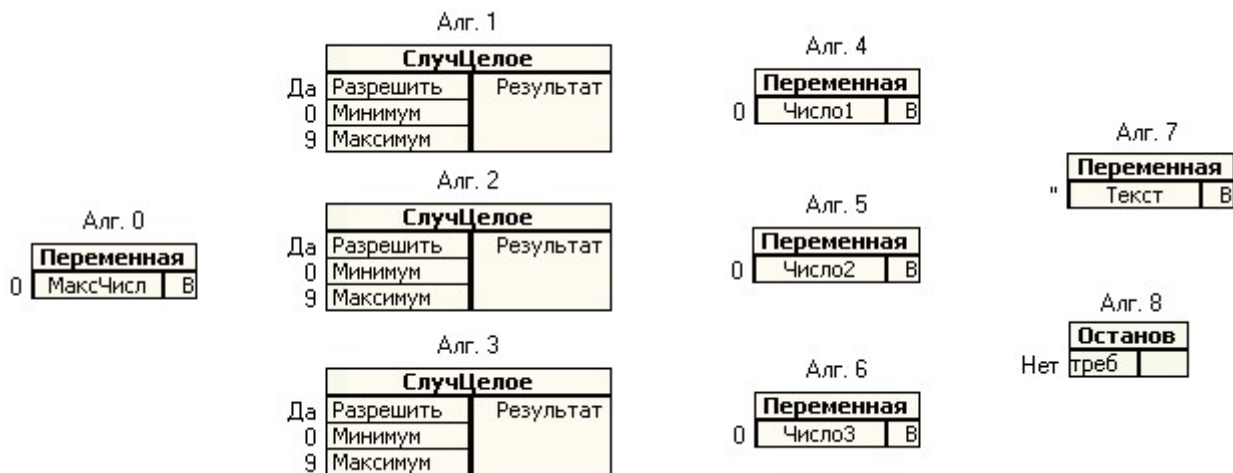 Алг. 0
Переменная
0 МаксЧисл В
Алг. 1
СлучЦелое
Да Разрешить Результат
0 Минимум
9 Максимум
Алг. 2
СлучЦелое
Да Разрешить Результат
0 Минимум
9 Максимум
Алг. 3
СлучЦелое
Да Разрешить Результат
0 Минимум
9 Максимум
Алг. 4
Переменная
0 Число1 В
Алг. 5
Переменная
0 Число2 В
Алг. 6
Переменная
0 Число3 В
Алг. 7
Переменная
" Текст В
Алг. 8
Останов
Нет треб